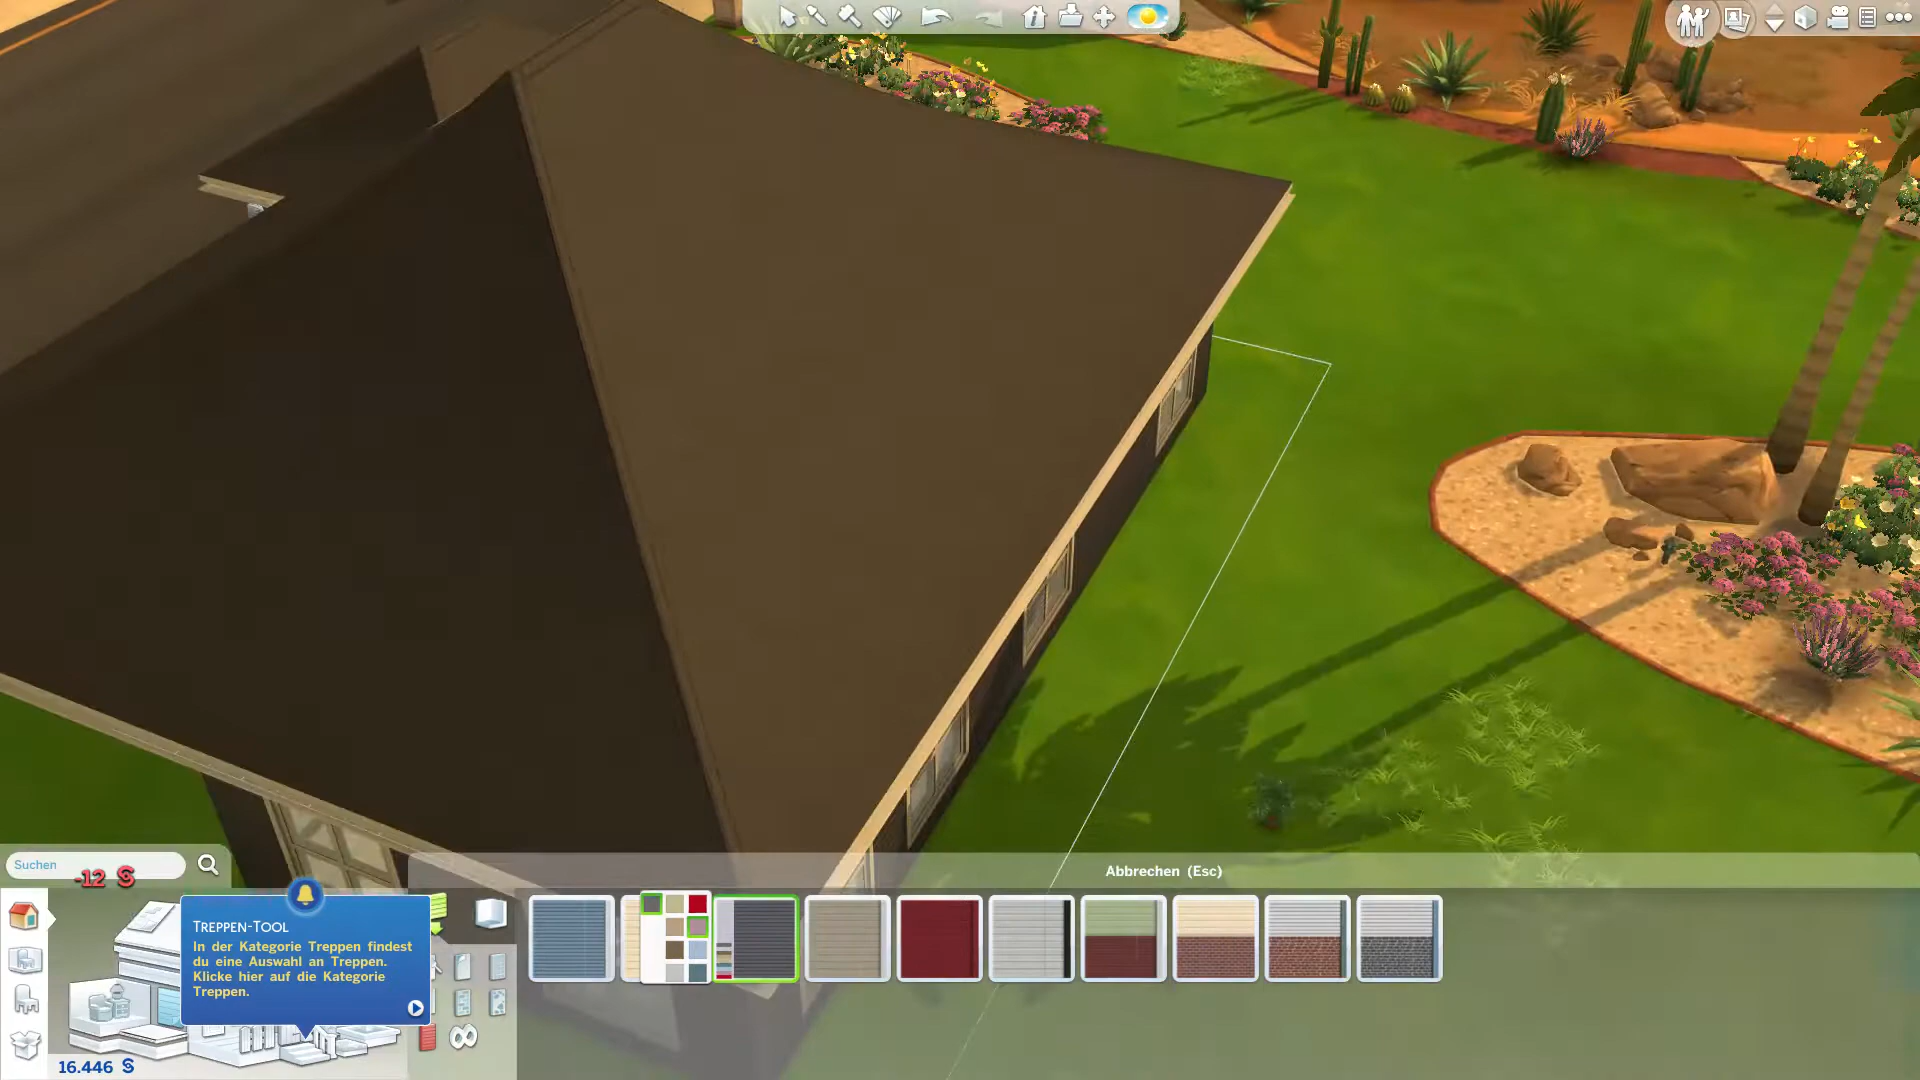 Abbrechen (Esc)
Suchen
-12 §
TREPPEN-TOOL
In der Kategorie Treppen findest
du eine Auswahl an Treppen.
Klicke hier auf die Kategorie
Treppen.
16.446 §